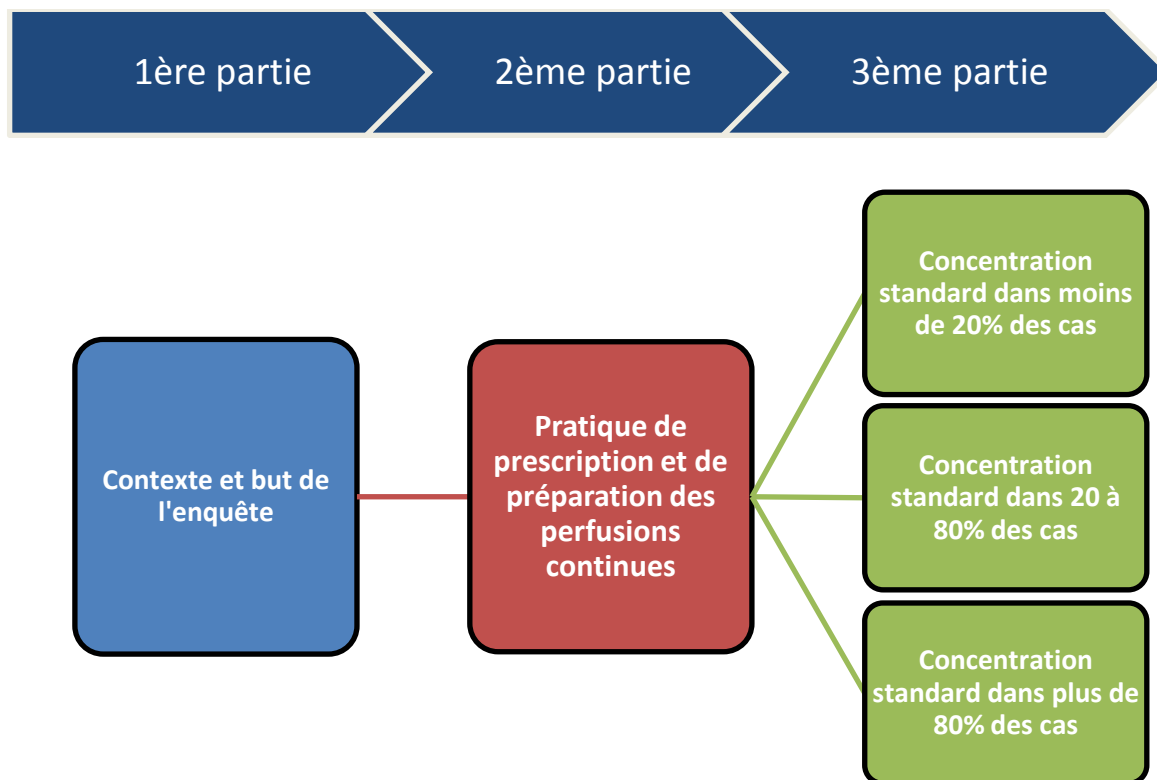 1ère partie
2ème partie
3ème partie
Contexte et but de
l'enquête
Pratique de
prescription et de
préparation des
perfusions
continues
Concentration
standard dans moins
de 20% des cas
Concentration
standard dans 20 à
80% des cas
Concentration
standard dans plus de
80% des cas